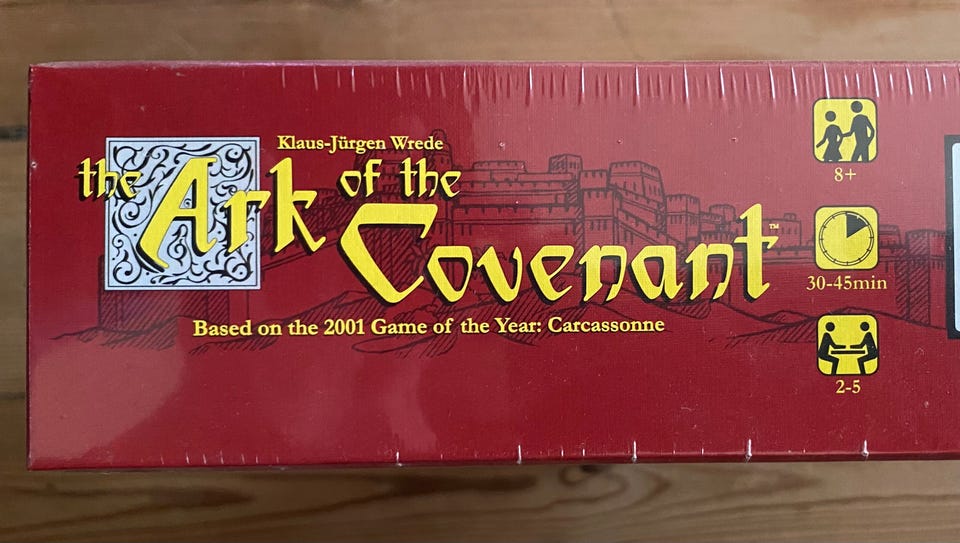 Klaus-Jürgen Wrede
the Ark of the
Covenant™
Based on the 2001 Game of the Year: Carcassonne
8+
30-45min
2-5